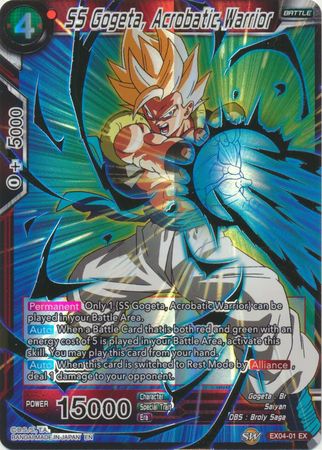 4
SS Gogeta, Acrobatic Warrior
BATTLE
0 + 5000
Permanent Only 1 {SS Gogeta, Acrobatic Warrior} can be
played in your Battle Area.
Auto When a Battle Card that is both red and green with an
energy cost of 5 is played in your Battle Area, activate this
skill. You may play this card from your hand.
Auto When this card is switched to Rest Mode by Alliance,
deal 1 damage to your opponent.
POWER 15000
Character Gogeta : Br
Special Trait Saiyan
Era DBS : Broly Saga
BANDAI MADE IN JAPAN EN
EX04-01 EX